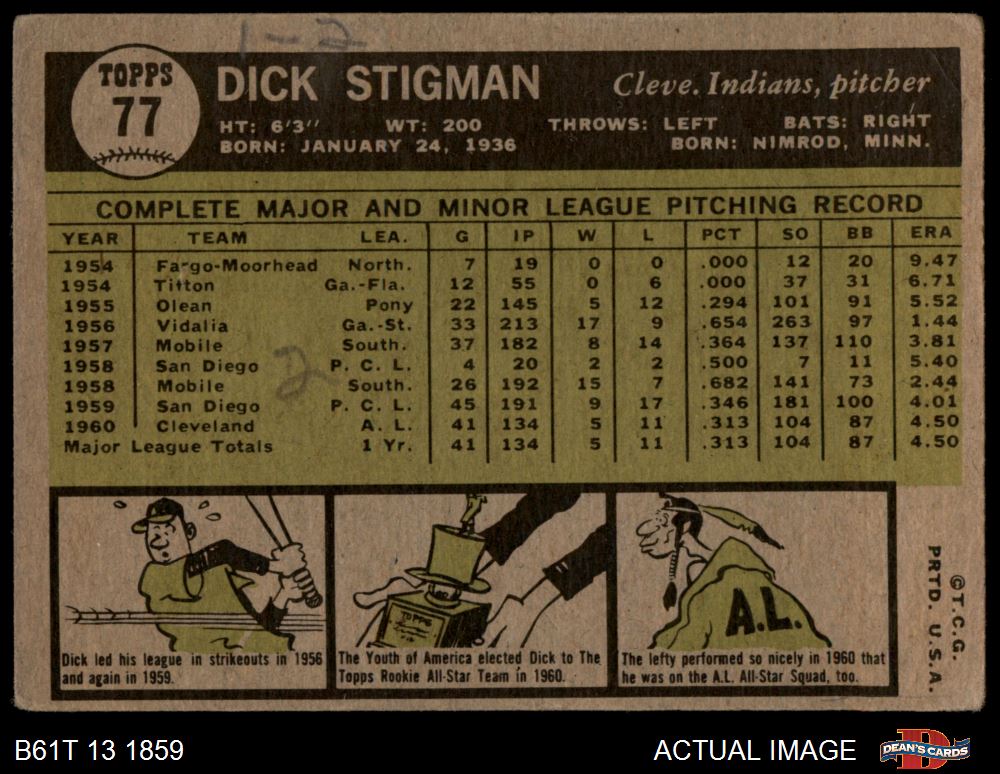 1-2
TOPPS
77
DICK STIGMAN
Cleve. Indians, pitcher
HT: 6'3" WT: 200 THROWS: LEFT BATS: RIGHT
BORN: JANUARY 24, 1936 BORN: NIMROD, MINN.
COMPLETE MAJOR AND MINOR LEAGUE PITCHING RECORD
YEAR TEAM LEA. G IP W L PCT SO BB ERA
1954 Fargo-Moorhead North. 7 19 0 0 .000 12 20 9.47
1954 Titton Ga.-Fla. 12 55 0 6 .000 37 31 6.71
1955 Olean Pony 22 145 5 12 .294 101 91 5.52
1956 Vidalia Ga.-St. 33 213 17 9 .654 263 97 1.44
1957 Mobile South. 37 182 8 14 .364 137 110 3.81
1958 San Diego P. C. L. 4 20 2 2 .500 7 11 5.40
1958 Mobile South. 26 192 15 7 .682 141 73 2.44
1959 San Diego P. C. L. 45 191 9 17 .346 181 100 4.01
1960 Cleveland A. L. 41 134 5 11 .313 104 87 4.50
Major League Totals 1 Yr. 41 134 5 11 .313 104 87 4.50
2
Dick led his league in strikeouts in 1956
and again in 1959.
TOPPS
The Youth of America elected Dick to The
Topps Rookie All-Star Team in 1960.
A.L.
The lefty performed so nicely in 1960 that
he was on the A.L. All-Star Squad, too.
©T.C.G.
PRTD. U.S.A.
B61T 13 1859
ACTUAL IMAGE
DEAN'S CARDS